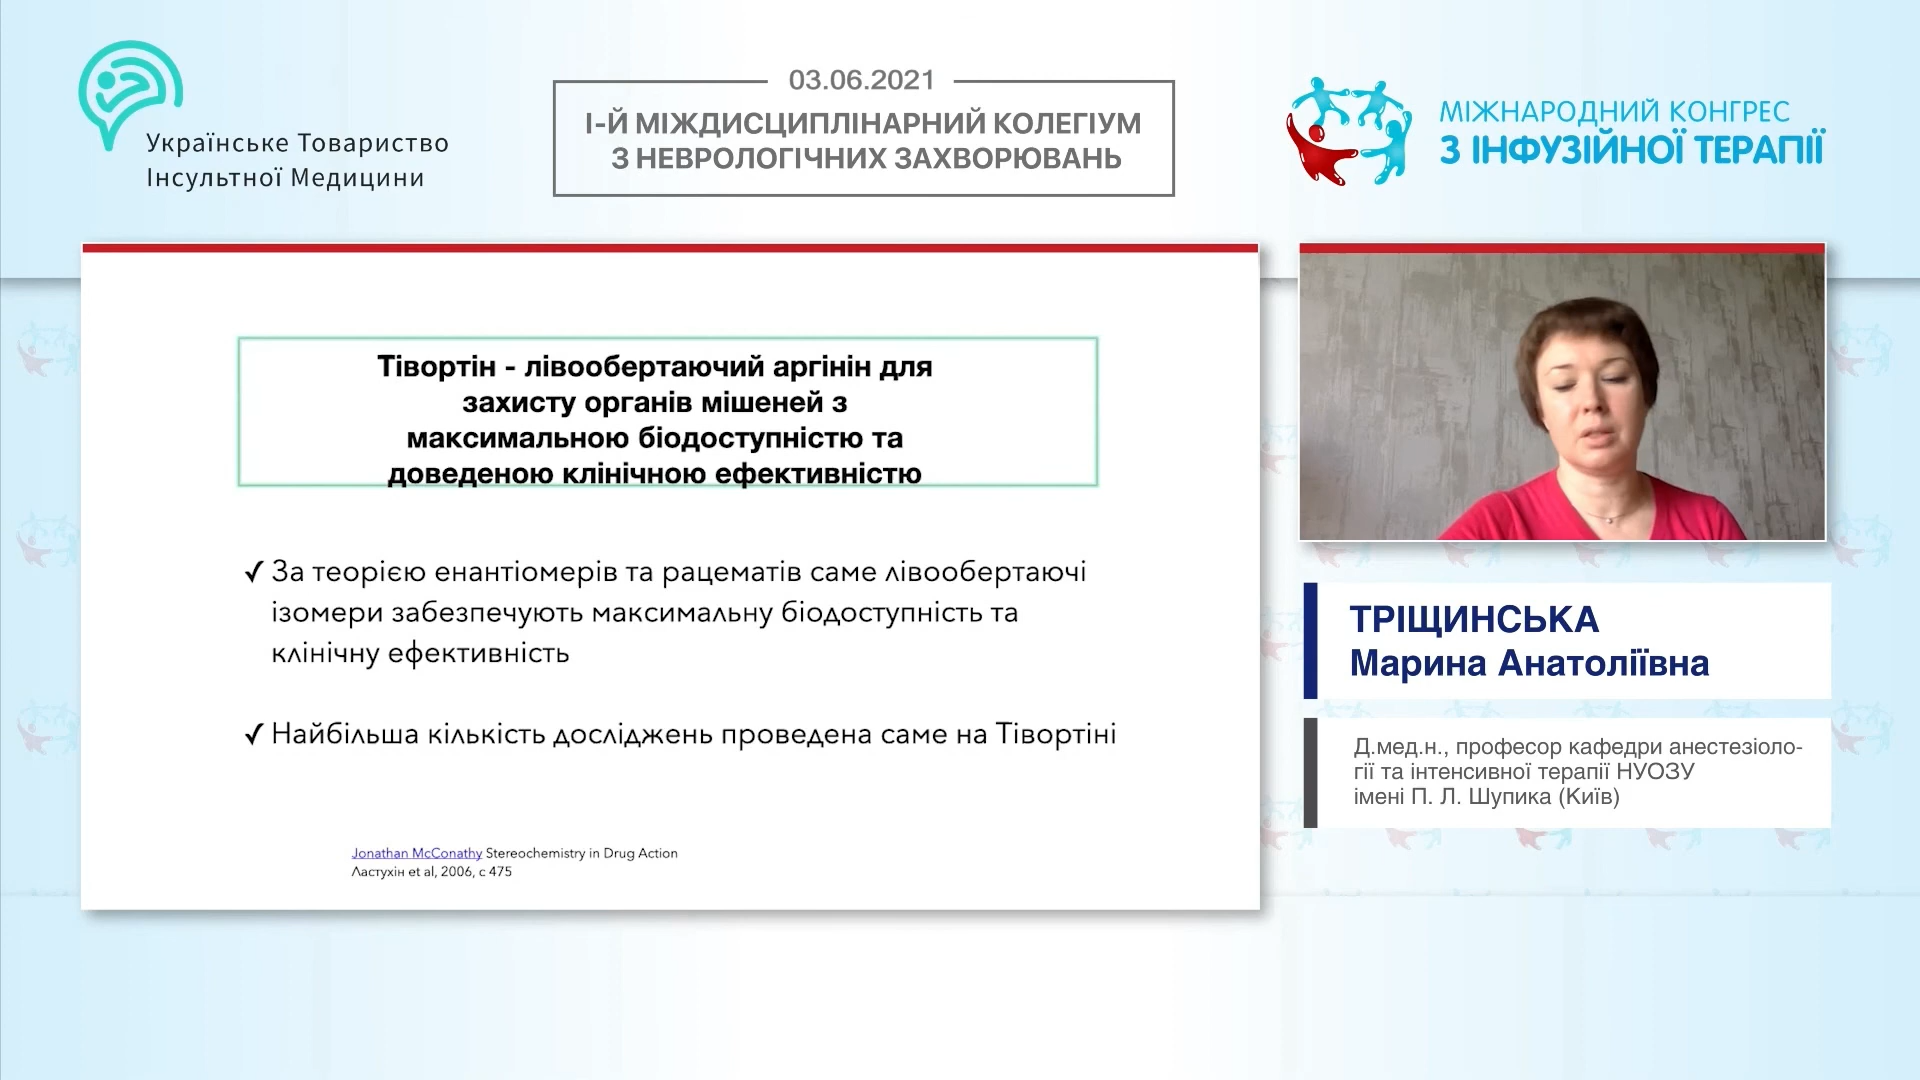 Українське Товариство
Інсультної Медицини
03.06.2021
І-Й МІЖДИСЦИПЛІНАРНИЙ КОЛЕГІУМ
З НЕВРОЛОГІЧНИХ ЗАХВОРЮВАНЬ
МІЖНАРОДНИЙ КОНГРЕС
З ІНФУЗІЙНОЇ ТЕРАПІЇ
Тівортін - лівообертаючий аргінін для
захисту органів мішеней з
максимальною біодоступністю та
доведеною клінічною ефективністю
✓ За теорією енантіомерів та рацематів саме лівообертаючі
ізомери забезпечують максимальну біодоступність та
клінічну ефективність
✓ Найбільша кількість досліджень проведена саме на Тівортіні
Jonathan McConathy Stereochemistry in Drug Action
Ластухін et al, 2006, с 475
ТРІЩИНСЬКА
Марина Анатоліївна
Д.мед.н., професор кафедри анестезіоло-
гії та інтенсивної терапії НУОЗУ
імені П. Л. Шупика (Київ)